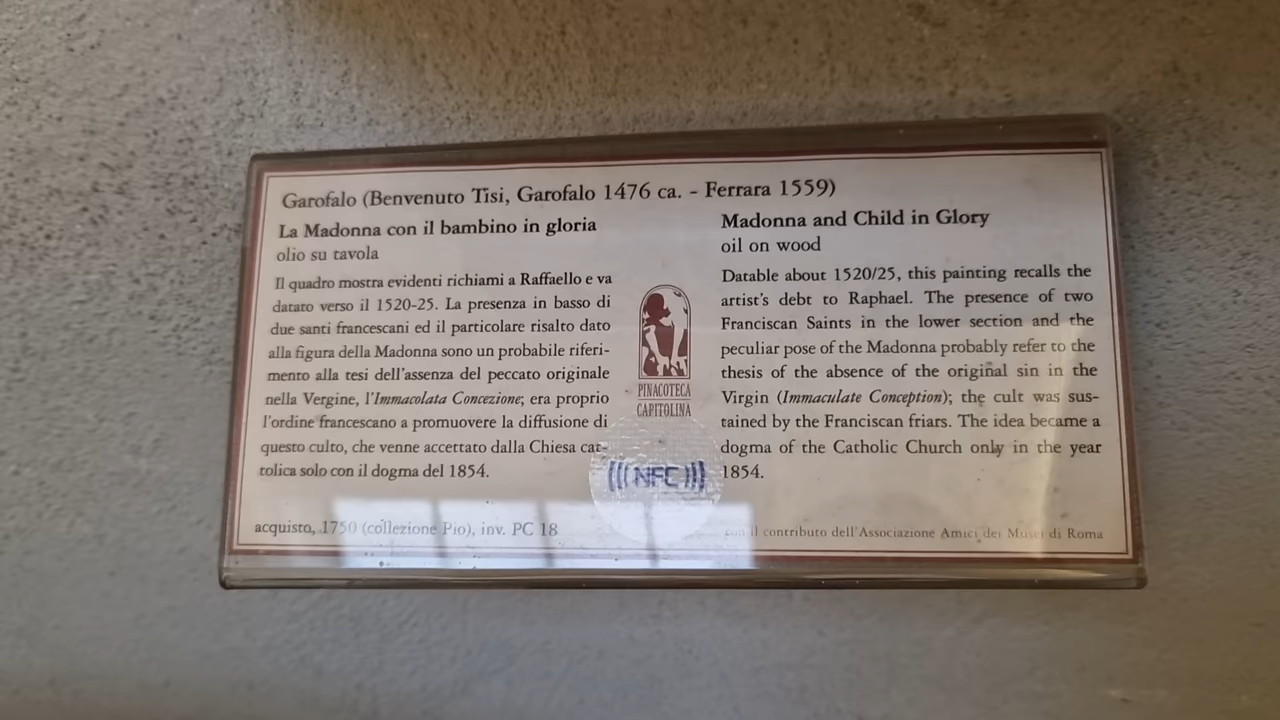 Garofalo (Benvenuto Tisi, Garofalo 1476 ca. - Ferrara 1559)
La Madonna con il bambino in gloria
olio su tavola
Il quadro mostra evidenti richiami a Raffaello e va
datato verso il 1520-25. La presenza in basso di
due santi francescani ed il particolare risalto dato
alla figura della Madonna sono un probabile riferi-
mento alla tesi dell'assenza del peccato originale
nella Vergine, l'Immacolata Concezione; era proprio
l'ordine francescano a promuovere la diffusione di
questo culto, che venne accettato dalla Chiesa cat-
tolica solo con il dogma del 1854.
acquisto, 1750 (collezione Pio), inv. PC 18
PINACOTECA
CAPITOLINA
(((NFC)))
Madonna and Child in Glory
oil on wood
Datable about 1520/25, this painting recalls the
artist's debt to Raphael. The presence of two
Franciscan Saints in the lower section and the
peculiar pose of the Madonna probably refer to the
thesis of the absence of the original sin in the
Virgin (Immaculate Conception); the cult was sus-
tained by the Franciscan friars. The idea became a
dogma of the Catholic Church only in the year
1854.
con il contributo dell'Associazione Amici dei Musei di Roma